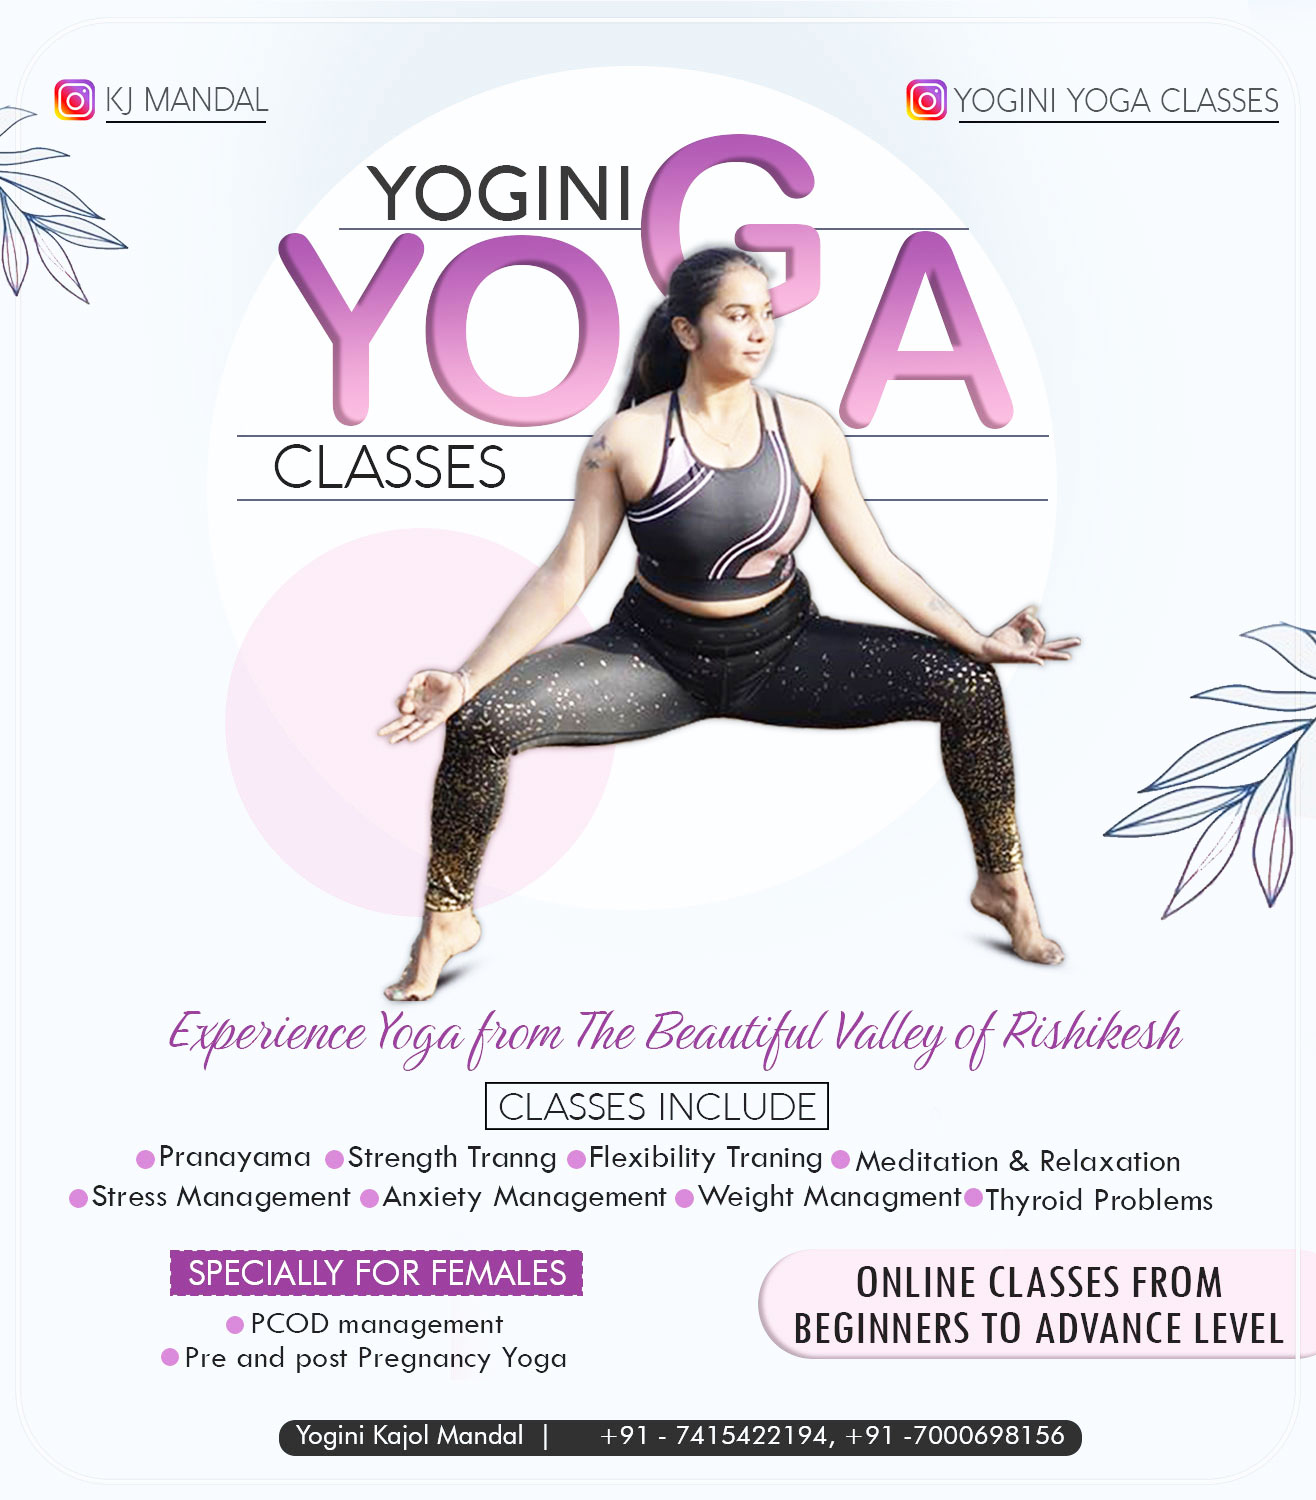 KJ MANDAL
YOGINI YOGA CLASSES
YOGINI
YOGA
CLASSES
Experience Yoga from The Beautiful Valley of Rishikesh
CLASSES INCLUDE
Pranayama Strength Tranng Flexibility Traning Meditation & Relaxation
Stress Management Anxiety Management Weight Managment Thyroid Problems
SPECIALLY FOR FEMALES
PCOD management
Pre and post Pregnancy Yoga
ONLINE CLASSES FROM
BEGINNERS TO ADVANCE LEVEL
Yogini Kajol Mandal | +91 - 7415422194, +91 -7000698156